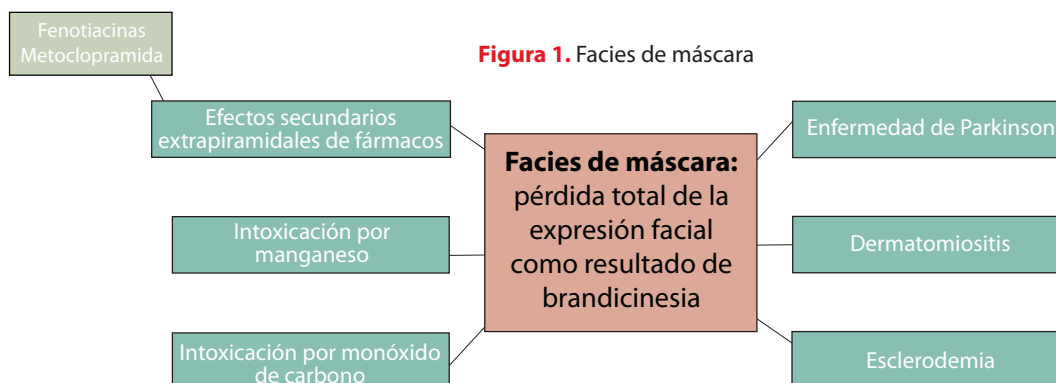 Fenotiacinas
Metoclopramida
Figura 1. Facies de máscara
Efectos secundarios
extrapiramidales de fármacos
Enfermedad de Parkinson
Facies de máscara:
pérdida total de la
expresión facial
como resultado de
brandicinesia
Intoxicación por
manganeso
Dermatomiositis
Intoxicación por monóxido
de carbono
Esclerodemia